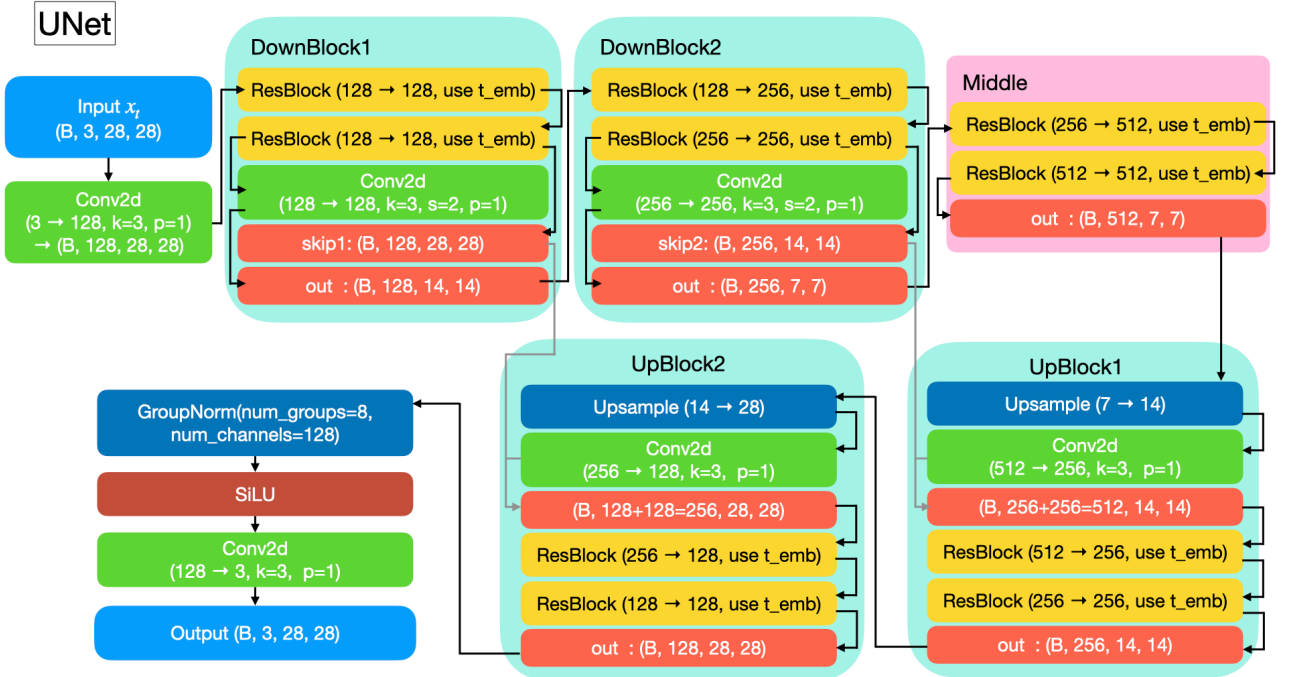 UNet
Input xₜ
(B, 3, 28, 28)
Conv2d
(3 → 128, k=3, p=1)
→ (B, 128, 28, 28)
DownBlock1
ResBlock (128 → 128, use t_emb)
ResBlock (128 → 128, use t_emb)
Conv2d
(128 → 128, k=3, s=2, p=1)
skip1: (B, 128, 28, 28)
out : (B, 128, 14, 14)
DownBlock2
ResBlock (128 → 256, use t_emb)
ResBlock (256 → 256, use t_emb)
Conv2d
(256 → 256, k=3, s=2, p=1)
skip2: (B, 256, 14, 14)
out : (B, 256, 7, 7)
Middle
ResBlock (256 → 512, use t_emb)
ResBlock (512 → 512, use t_emb)
out : (B, 512, 7, 7)
UpBlock1
Upsample (7 → 14)
Conv2d
(512 → 256, k=3, p=1)
(B, 256+256=512, 14, 14)
ResBlock (512 → 256, use t_emb)
ResBlock (256 → 256, use t_emb)
out : (B, 256, 14, 14)
UpBlock2
Upsample (14 → 28)
Conv2d
(256 → 128, k=3, p=1)
(B, 128+128=256, 28, 28)
ResBlock (256 → 128, use t_emb)
ResBlock (128 → 128, use t_emb)
out : (B, 128, 28, 28)
GroupNorm(num_groups=8,
num_channels=128)
SiLU
Conv2d
(128 → 3, k=3, p=1)
Output (B, 3, 28, 28)